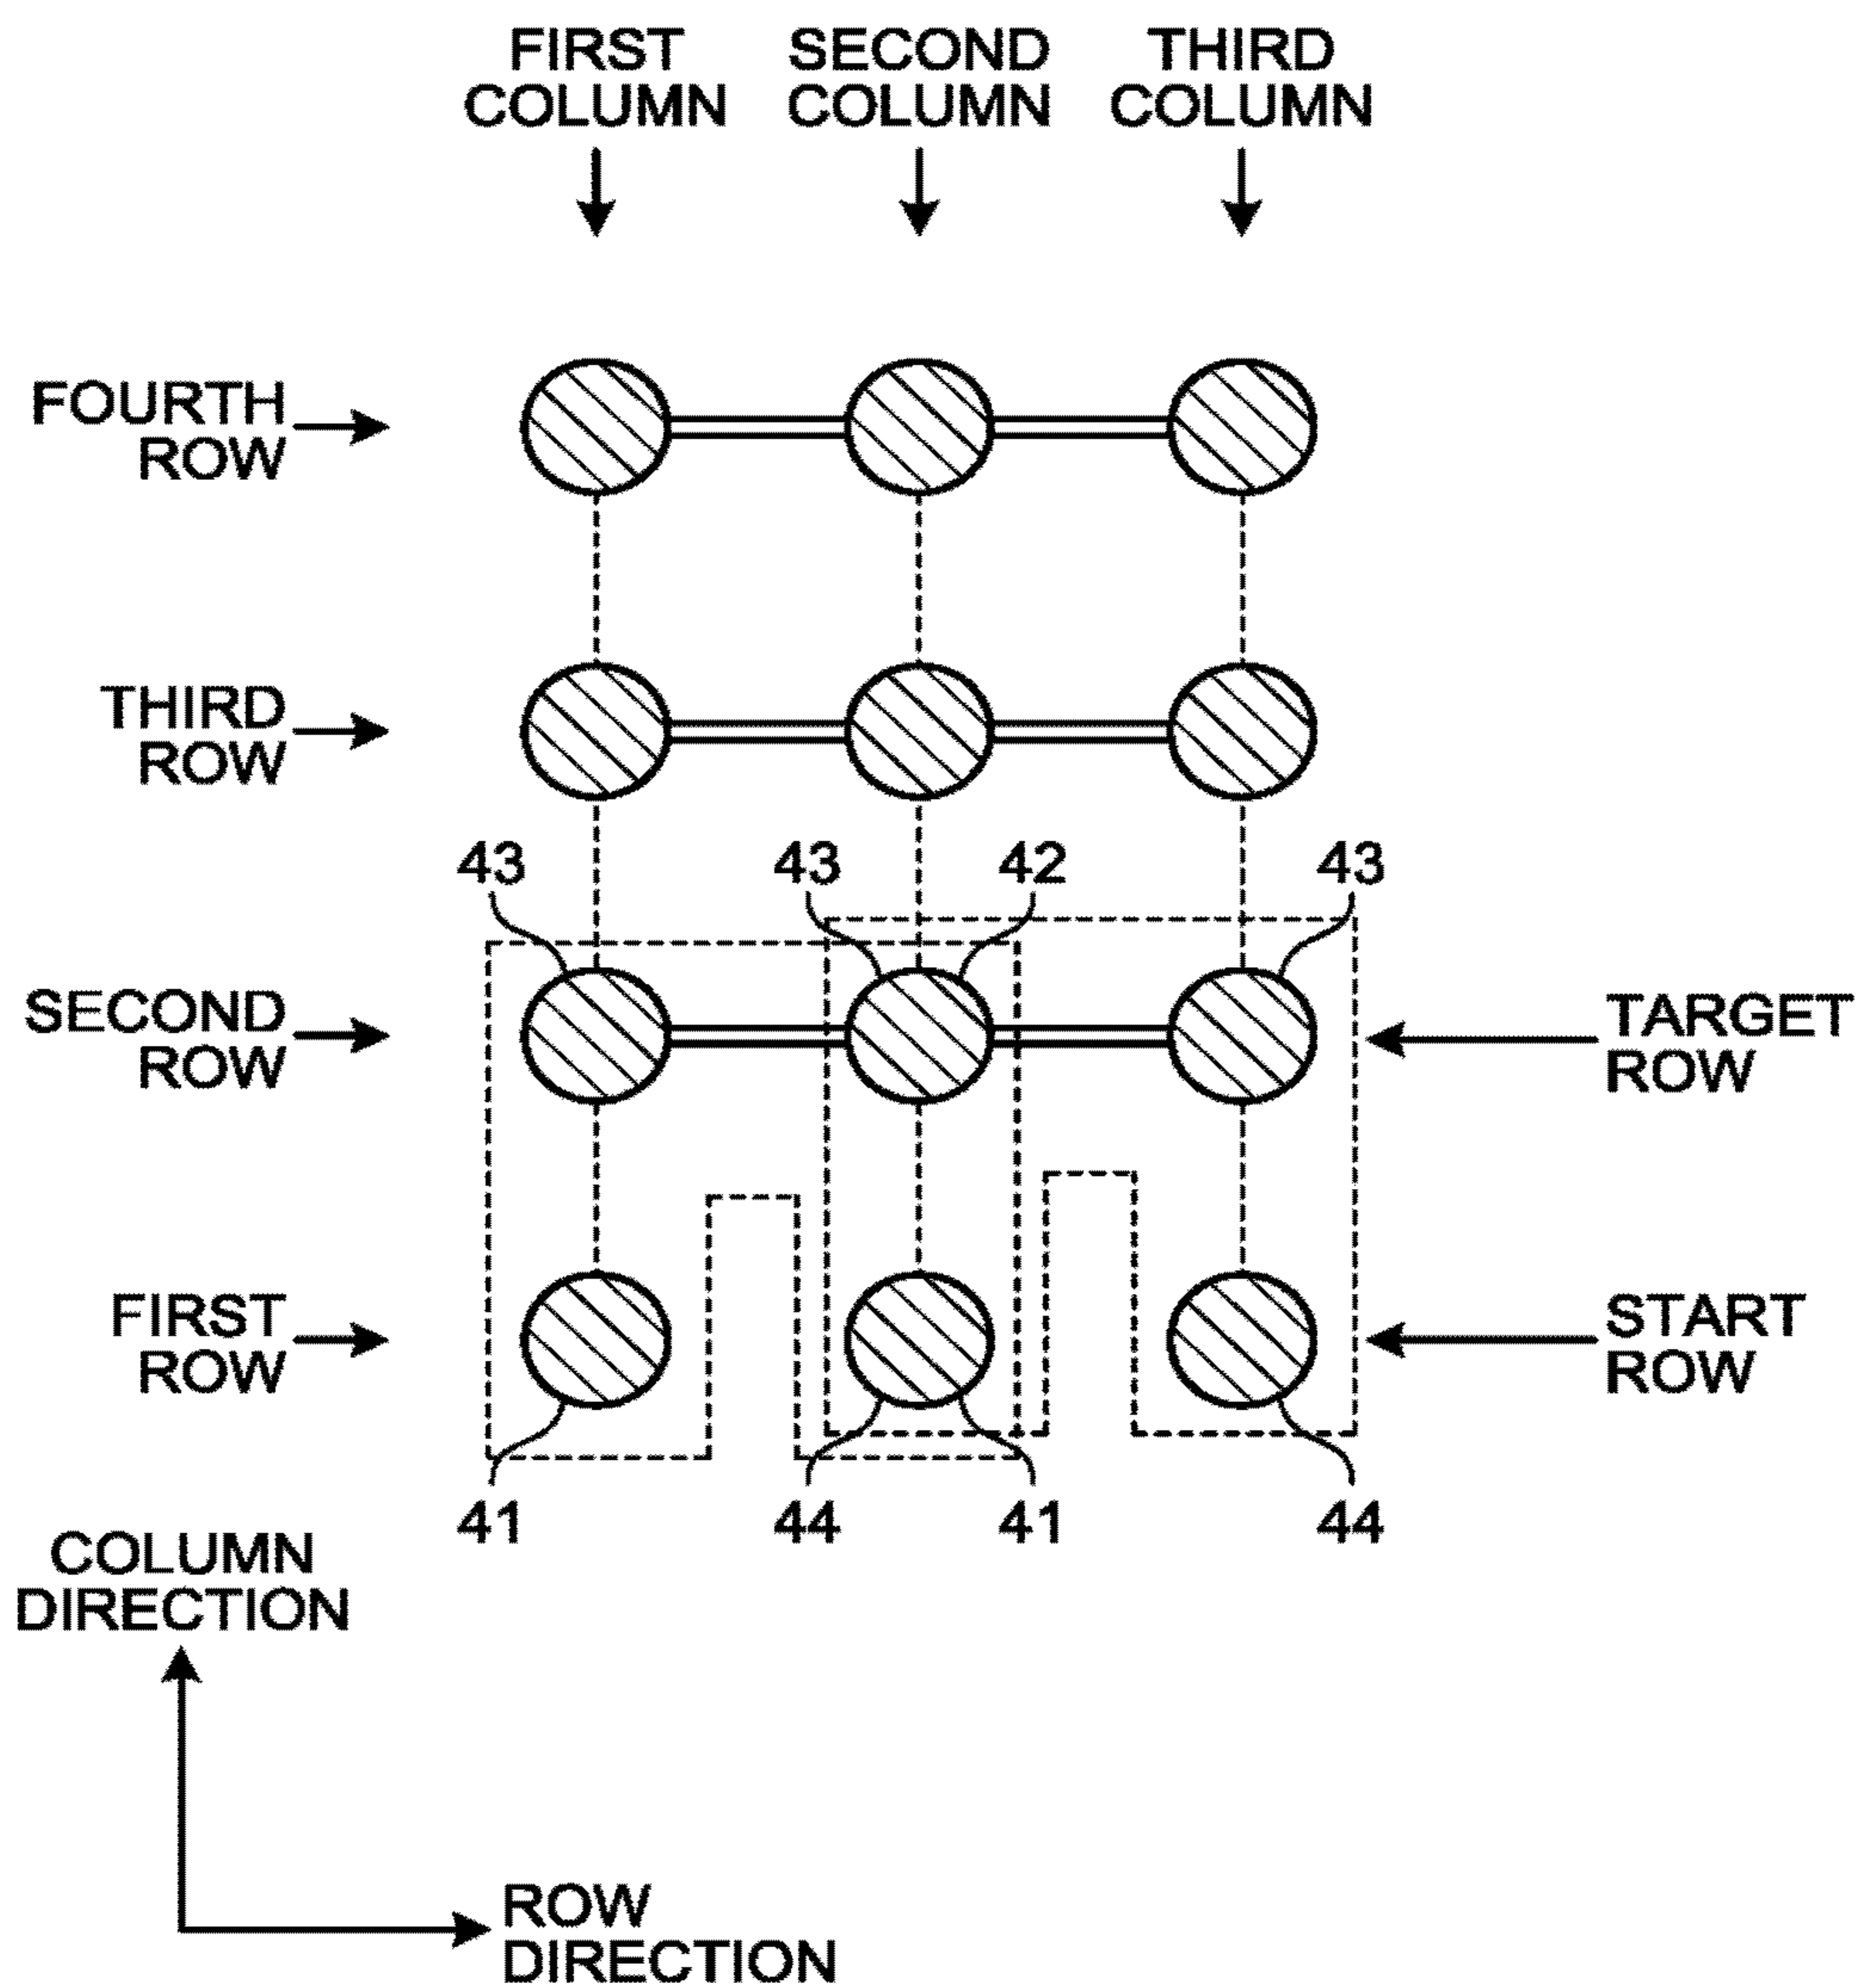 FIRST
COLUMN
SECOND
COLUMN
THIRD
COLUMN
FOURTH
ROW
THIRD
ROW
43
43
42
43
SECOND
ROW
TARGET
ROW
FIRST
ROW
START
ROW
41
44
41
44
COLUMN
DIRECTION
ROW
DIRECTION